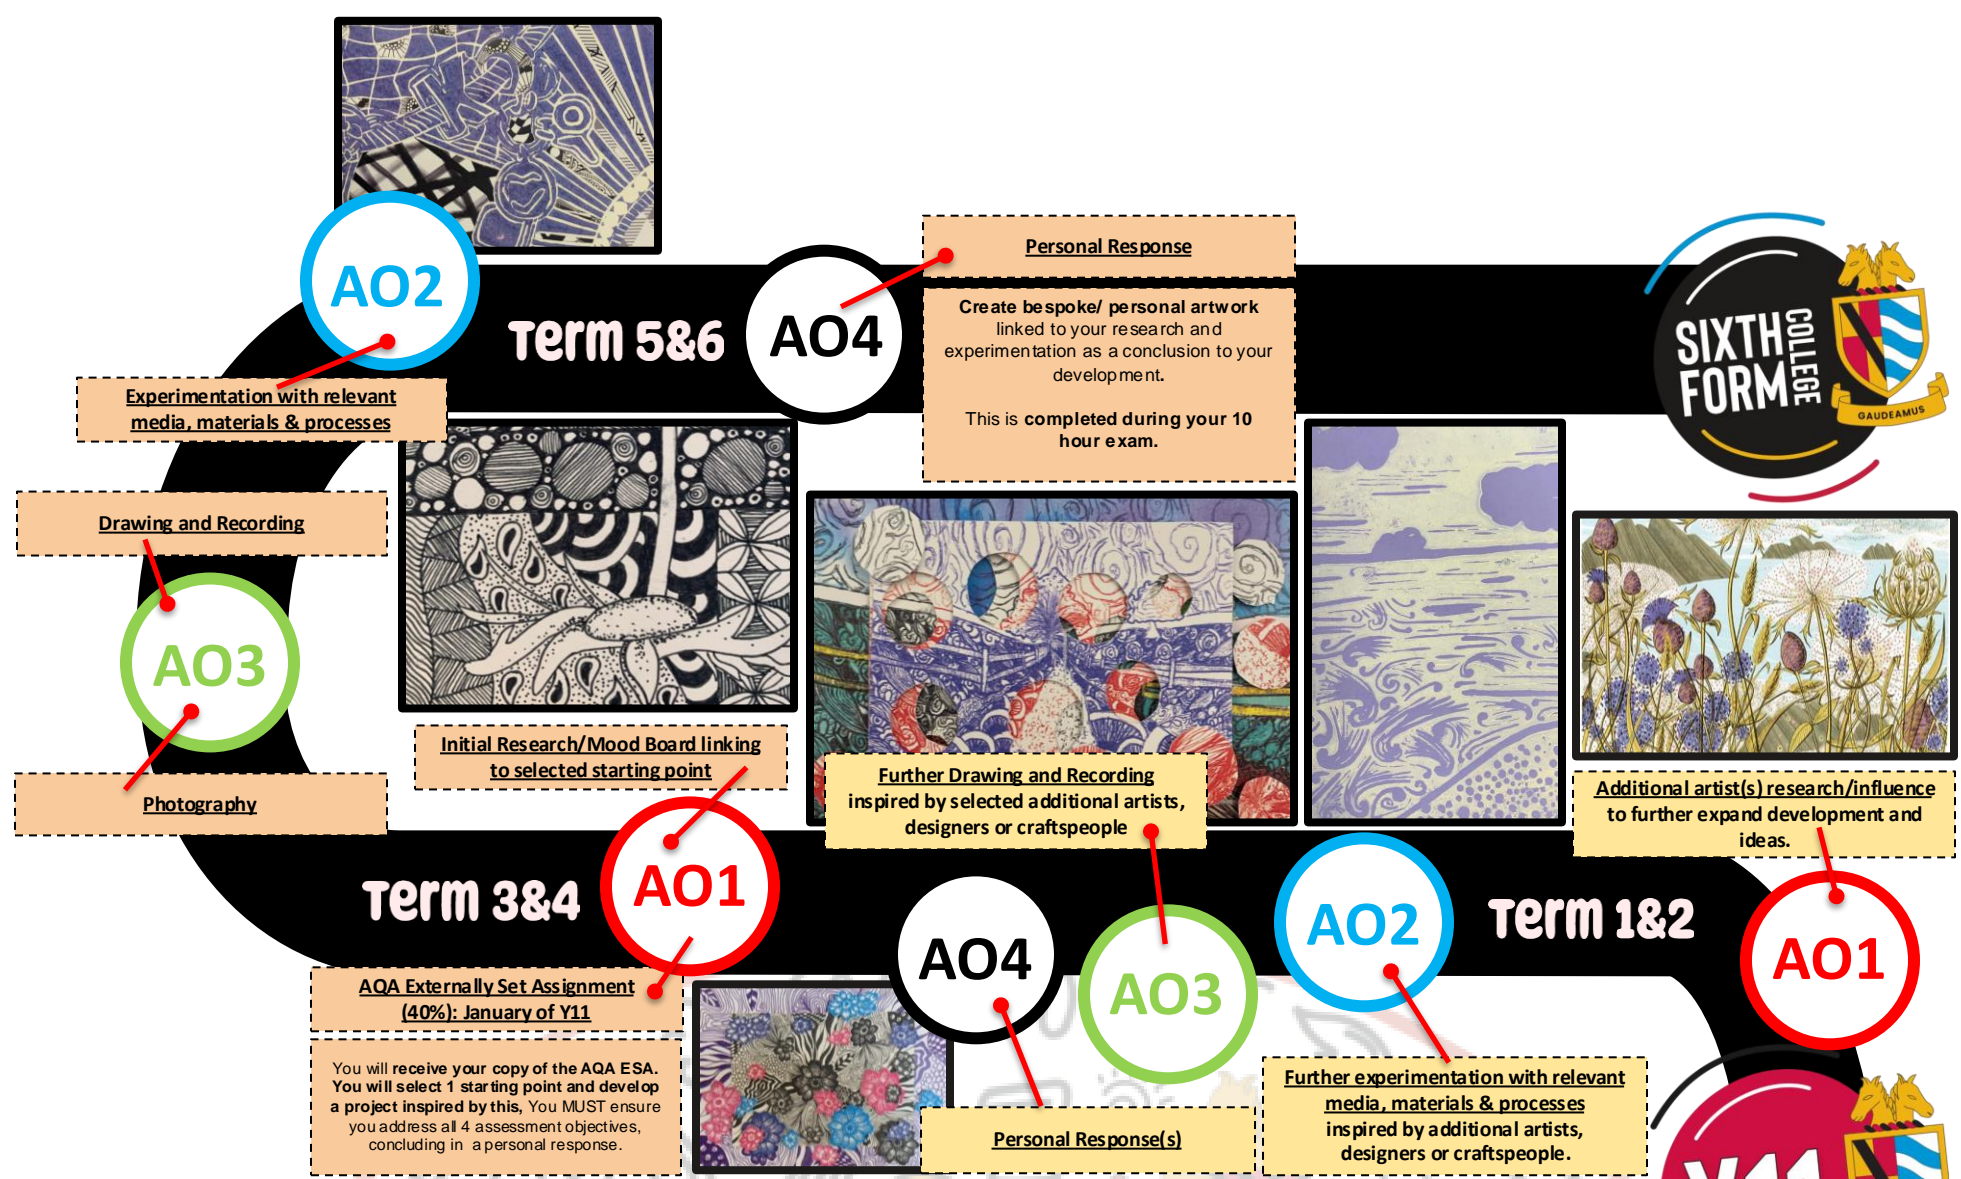 AO2
Term 5&6
AO4
Personal Response
Create bespoke/ personal artwork
linked to your research and
experimentation as a conclusion to your
development.
This is completed during your 10
hour exam.
SIXTH
FORM
COLLEGE
GAUDEAMUS
Experimentation with relevant
media, materials & processes
Drawing and Recording
AO3
Photography
Initial Research/Mood Board linking
to selected starting point
Further Drawing and Recording
inspired by selected additional artists,
designers or craftspeople
Additional artist(s) research/influence
to further expand development and
ideas.
Term 3&4
AO1
AO4
AO3
AO2
Term 1&2
AO1
AQA Externally Set Assignment
(40%): January of Y11
You will receive your copy of the AQA ESA.
You will select 1 starting point and develop
a project inspired by this, You MUST ensure
you address all 4 assessment objectives,
concluding in a personal response.
Personal Response(s)
Further experimentation with relevant
media, materials & processes
inspired by additional artists,
designers or craftspeople.